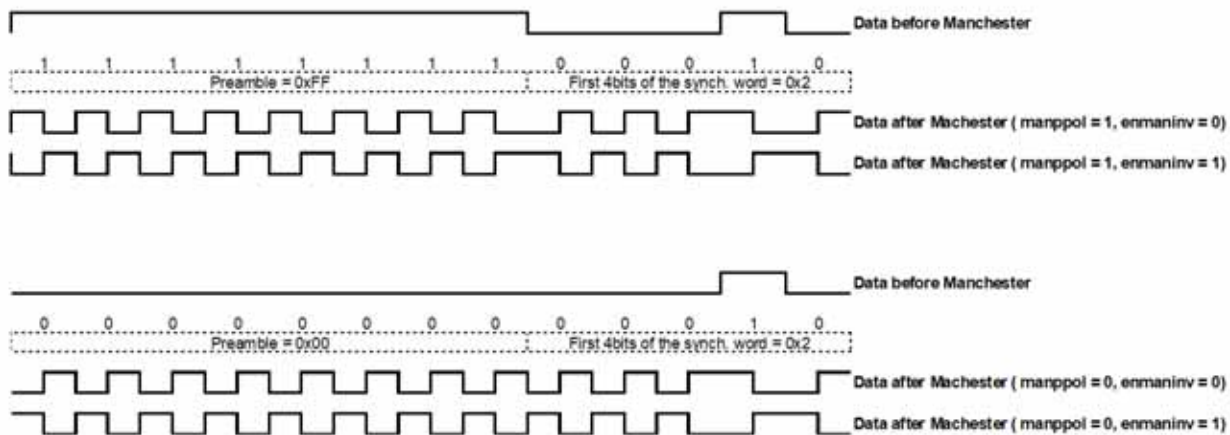 Data before Manchester
1 1 1 1 1 1 1 1 0 0 0 1 0
Preamble = 0xFF First 4bits of the synch. word = 0x2
Data after Machester ( manppol = 1, enmaninv = 0)
Data after Machester ( manppol = 1, enmaninv = 1)
Data before Manchester
0 0 0 0 0 0 0 0 0 0 0 1 0
Preamble = 0x00 First 4bits of the synch. word = 0x2
Data after Machester ( manppol = 0, enmaninv = 0)
Data after Machester ( manppol = 0, enmaninv = 1)